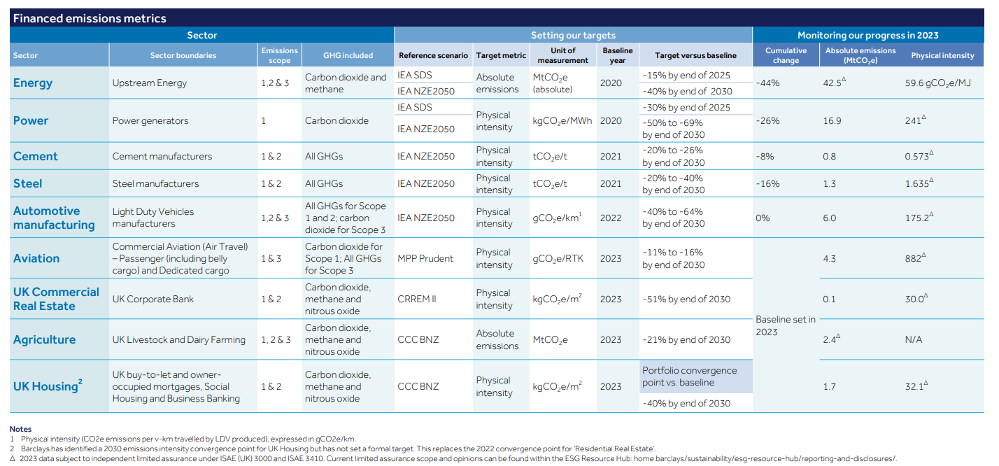 Financed emissions metrics
Sector Setting our targets Monitoring our progress in 2023
Sector Sector boundaries Emissions scope GHG included Reference scenario Target metric Unit of measurement Baseline year Target versus baseline Cumulative change Absolute emissions (MtCO₂e) Physical intensity
Energy Upstream Energy 1,2 & 3 Carbon dioxide and methane IEA SDS IEA NZE2050 Absolute emissions MtCO₂e (absolute) 2020 -15% by end of 2025 -40% by end of 2030 -44% 42.5Δ 59.6 gCO₂e/MJ
Power Power generators 1 Carbon dioxide IEA SDS IEA NZE2050 Physical intensity kgCO₂e/MWh 2020 -30% by end of 2025 -50% to -69% by end of 2030 -26% 16.9 241Δ
Cement Cement manufacturers 1 & 2 All GHGs IEA NZE2050 Physical intensity tCO₂e/t 2021 -20% to -26% by end of 2030 -8% 0.8 0.573Δ
Steel Steel manufacturers 1 & 2 All GHGs IEA NZE2050 Physical intensity tCO₂e/t 2021 -20% to -40% by end of 2030 -16% 1.3 1.635Δ
Automotive manufacturing Light Duty Vehicles manufacturers 1,2 & 3 All GHGs for Scope 1 and 2; carbon dioxide for Scope 3 IEA NZE2050 Physical intensity gCO₂e/km¹ 2022 -40% to -64% by end of 2030 0% 6.0 175.2Δ
Aviation Commercial Aviation (Air Travel) – Passenger (including belly cargo) and Dedicated cargo 1 & 3 Carbon dioxide for Scope 1; All GHGs for Scope 3 MPP Prudent Physical intensity gCO₂e/RTK 2023 -11% to -16% by end of 2030 4.3 882Δ
UK Commercial Real Estate UK Corporate Bank 1 & 2 Carbon dioxide, methane and nitrous oxide CRREM II Physical intensity kgCO₂e/m² 2023 -51% by end of 2030 0.1 30.0Δ
Baseline set in 2023
Agriculture UK Livestock and Dairy Farming 1, 2 & 3 Carbon dioxide, methane and nitrous oxide CCC BNZ Absolute emissions MtCO₂e 2023 -21% by end of 2030 2.4Δ N/A
UK Housing² UK buy-to-let and owner-occupied mortgages, Social Housing and Business Banking 1 & 2 Carbon dioxide, methane and nitrous oxide CCC BNZ Physical intensity kgCO₂e/m² 2023 Portfolio convergence point vs. baseline -40% by end of 2030 1.7 32.1Δ
Notes
1 Physical intensity (CO2e emissions per v-km travelled by LDV produced), expressed in gCO2e/km.
2 Barclays has identified a 2030 emissions intensity convergence point for UK Housing but has not set a formal target. This replaces the 2022 convergence point for ‘Residential Real Estate’.
Δ 2023 data subject to independent limited assurance under ISAE (UK) 3000 and ISAE 3410. Current limited assurance scope and opinions can be found within the ESG Resource Hub: home.barclays/sustainability/esg-resource-hub/reporting-and-disclosures/.